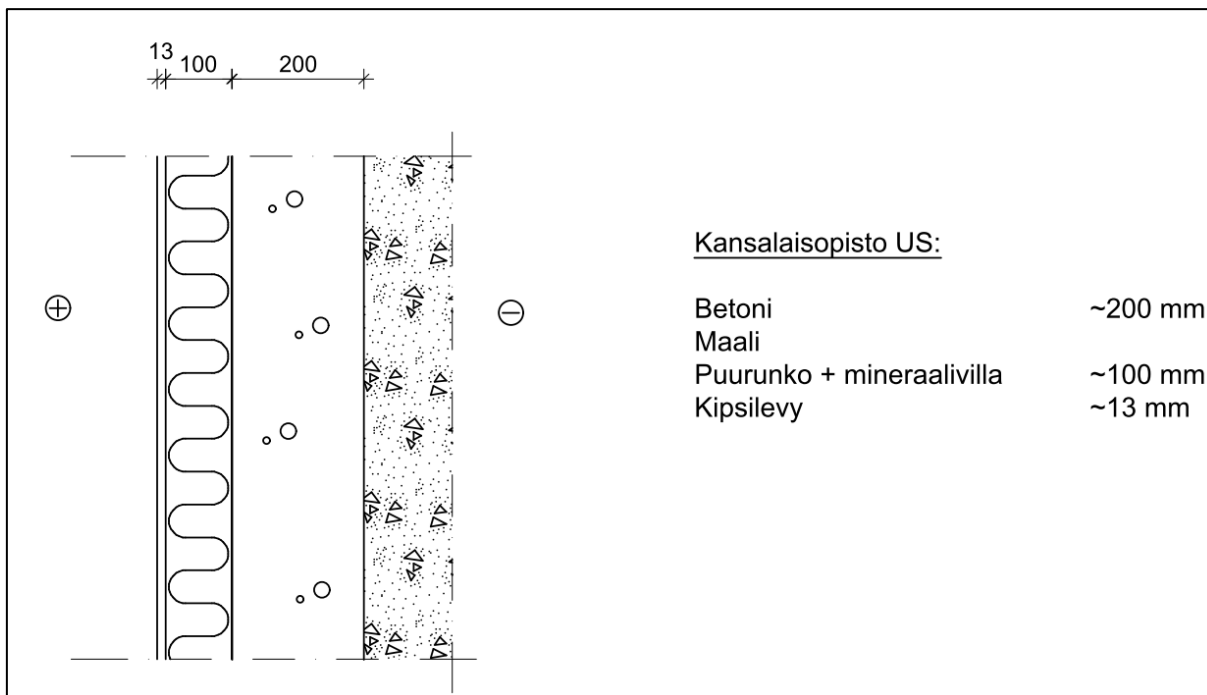 13
100
200
Kansalaisopisto US:
Betoni ~200 mm
Maali
Puurunko + mineraalivilla ~100 mm
Kipsilevy ~13 mm